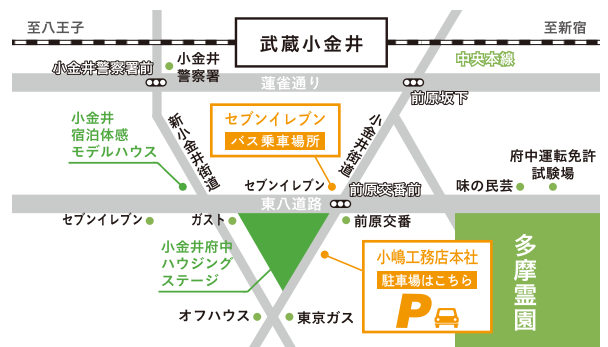 至八王子
武蔵小金井
至新宿
中央本線
小金井警察署前
小金井
警察署
蓮雀通り
前原坂下
小金井
宿泊体感
モデルハウス
新小金井街道
セブンイレブン
バス乗車場所
小金井街道
府中運転免許
試験場
セブンイレブン
前原交番前
味の民芸
東八道路
セブンイレブン
ガスト
前原交番
小金井府中
ハウジング
ステージ
小嶋工務店本社
駐車場はこちら
P
多摩霊園
オフハウス
東京ガス